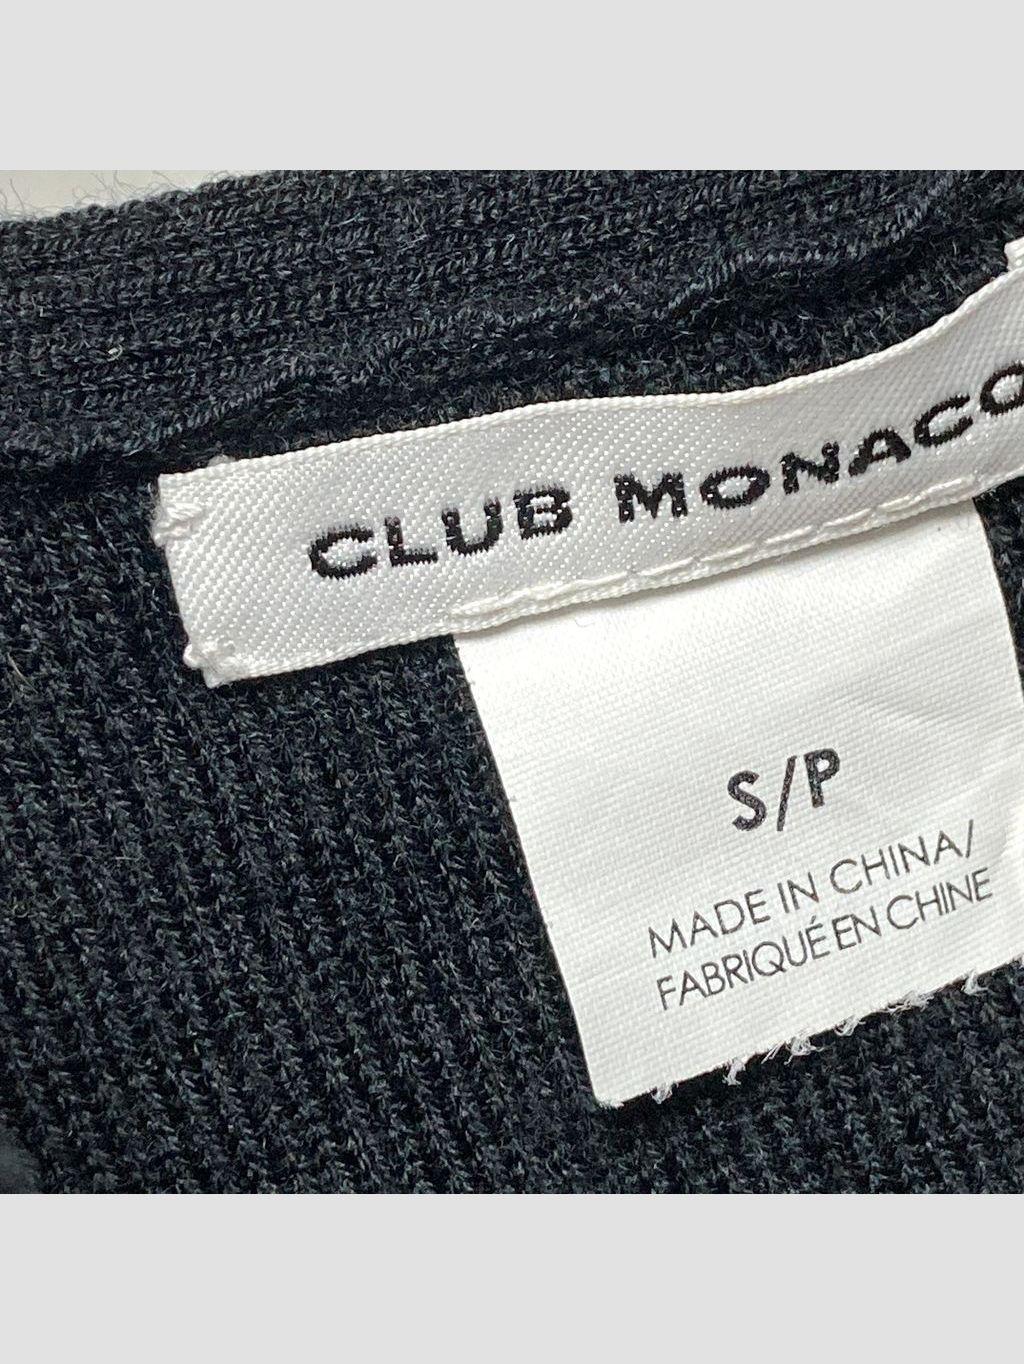 CLUB MONACO
S/P
MADE IN CHINA/
FABRIQUÉ EN CHINE